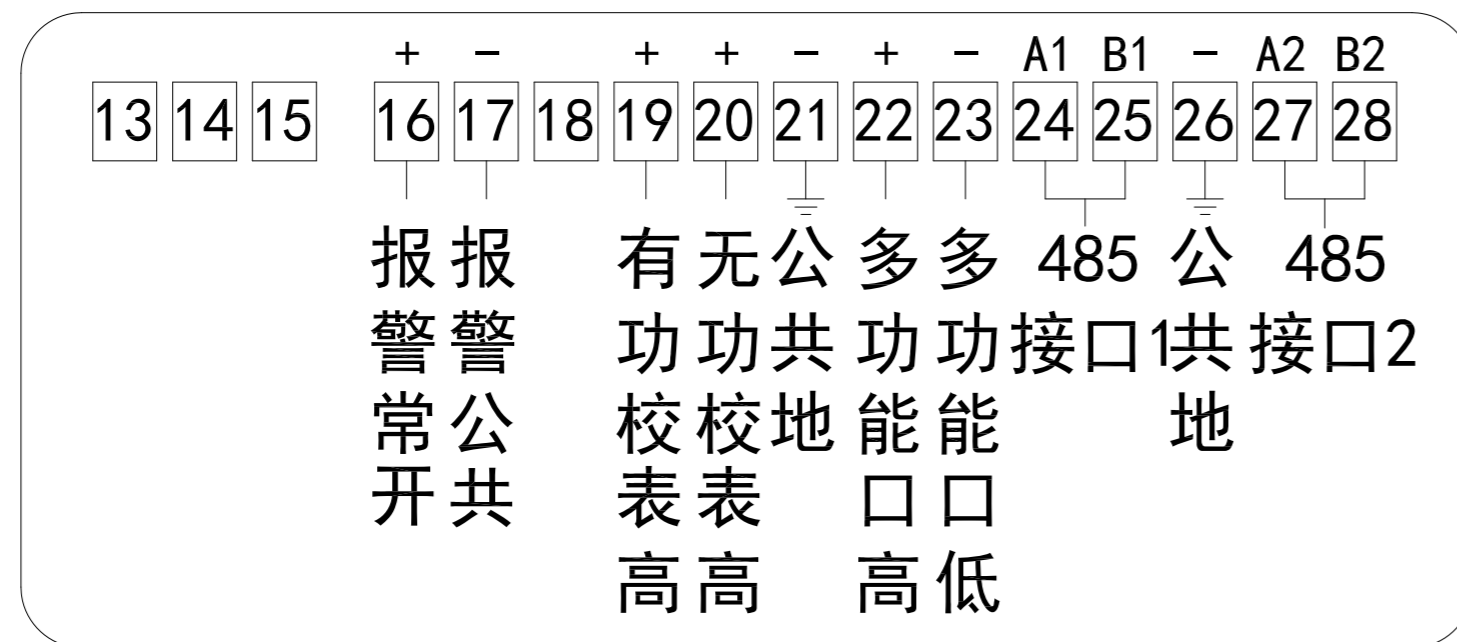 + − + + − + − A1 B1 − A2 B2
13 14 15 16 17 18 19 20 21 22 23 24 25 26 27 28
报警常开
报警公共
有功校表高
无功校表高
公共地
多功能口高
多功能口低
485
接口1
公共地
485
接口2